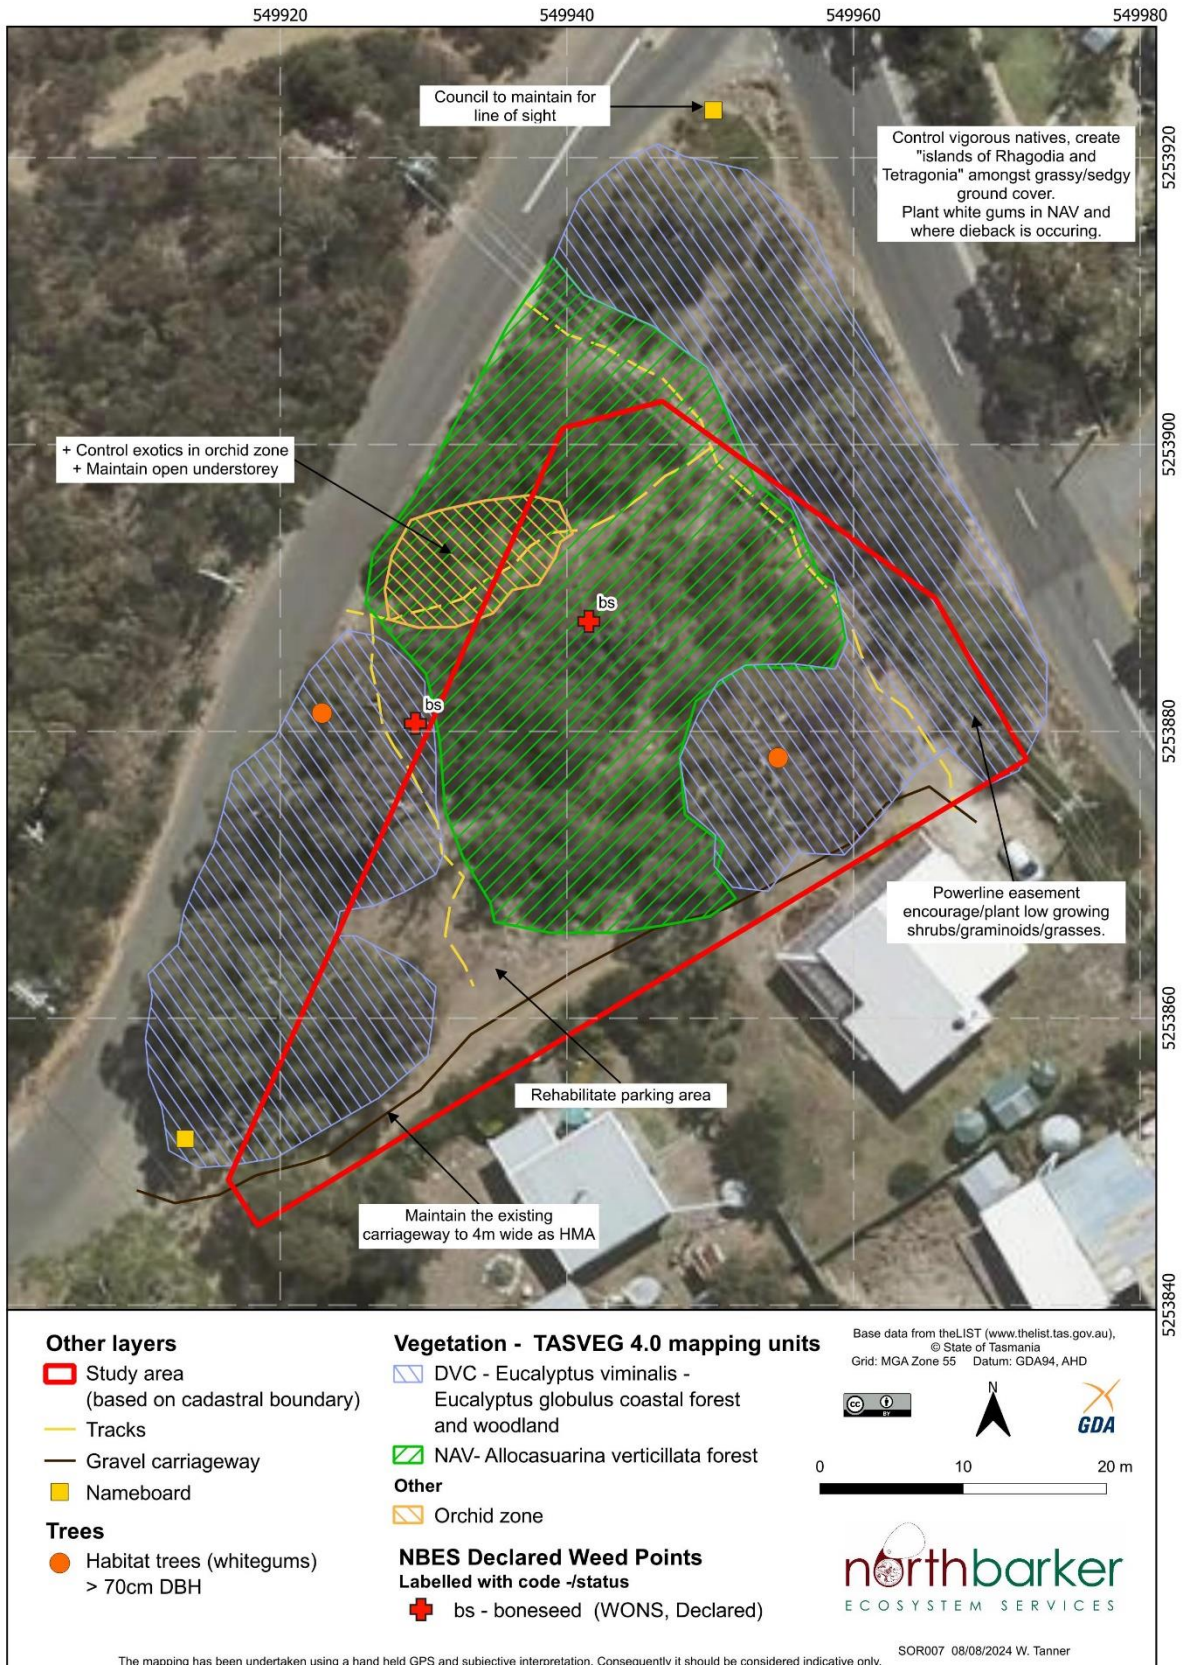 549920
549940
549960
549980
Council to maintain for
line of sight
Control vigorous natives, create
"islands of Rhagodia and
Tetragonia" amongst grassy/sedgy
ground cover.
Plant white gums in NAV and
where dieback is occuring.
5253920
+ Control exotics in orchid zone
+ Maintain open understorey
5253900
bs
bs
5253880
Powerline easement
encourage/plant low growing
shrubs/graminoids/grasses.
5253860
Rehabilitate parking area
Maintain the existing
carriageway to 4m wide as HMA
5253840
Other layers
Study area
(based on cadastral boundary)
Tracks
Gravel carriageway
Nameboard
Trees
Habitat trees (whitegums)
> 70cm DBH
Vegetation - TASVEG 4.0 mapping units
DVC - Eucalyptus viminalis -
Eucalyptus globulus coastal forest
and woodland
NAV- Allocasuarina verticillata forest
Other
Orchid zone
NBES Declared Weed Points
Labelled with code -/status
bs - boneseed (WONS, Declared)
Base data from theLIST (www.thelist.tas.gov.au),
© State of Tasmania
Grid: MGA Zone 55 Datum: GDA94, AHD
cc BY
N
GDA
0 10 20 m
northbarker
ECOSYSTEM SERVICES
SOR007 08/08/2024 W. Tanner
The mapping has been undertaken using a hand held GPS and subjective interpretation. Consequently it should be considered indicative only.